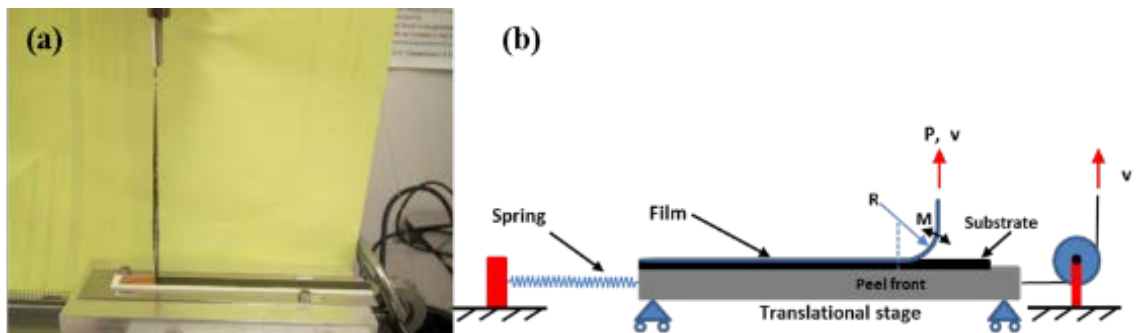 (a)
(b)
P, v
v
R
Film
M
Spring
Substrate
Peel front
Translational stage